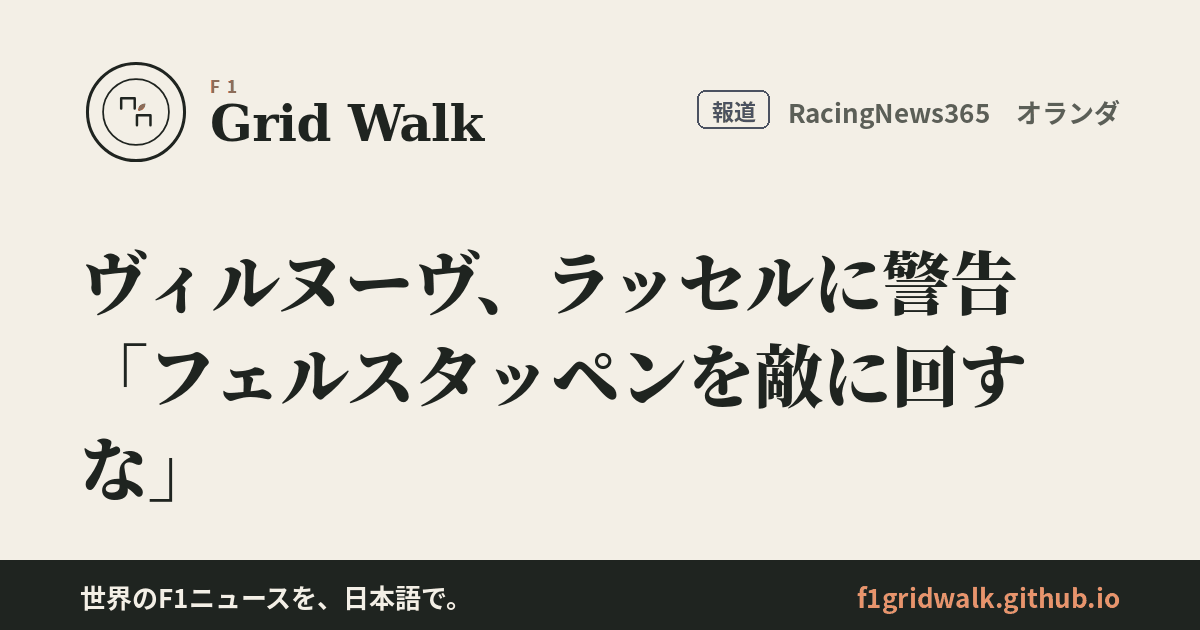 F1
Grid Walk
報道 RacingNews365 オランダ
ヴィルヌーヴ、ラッセルに警告
「フェルスタッペンを敵に回す
な」
世界のF1ニュースを、日本語で。
f1gridwalk.github.io